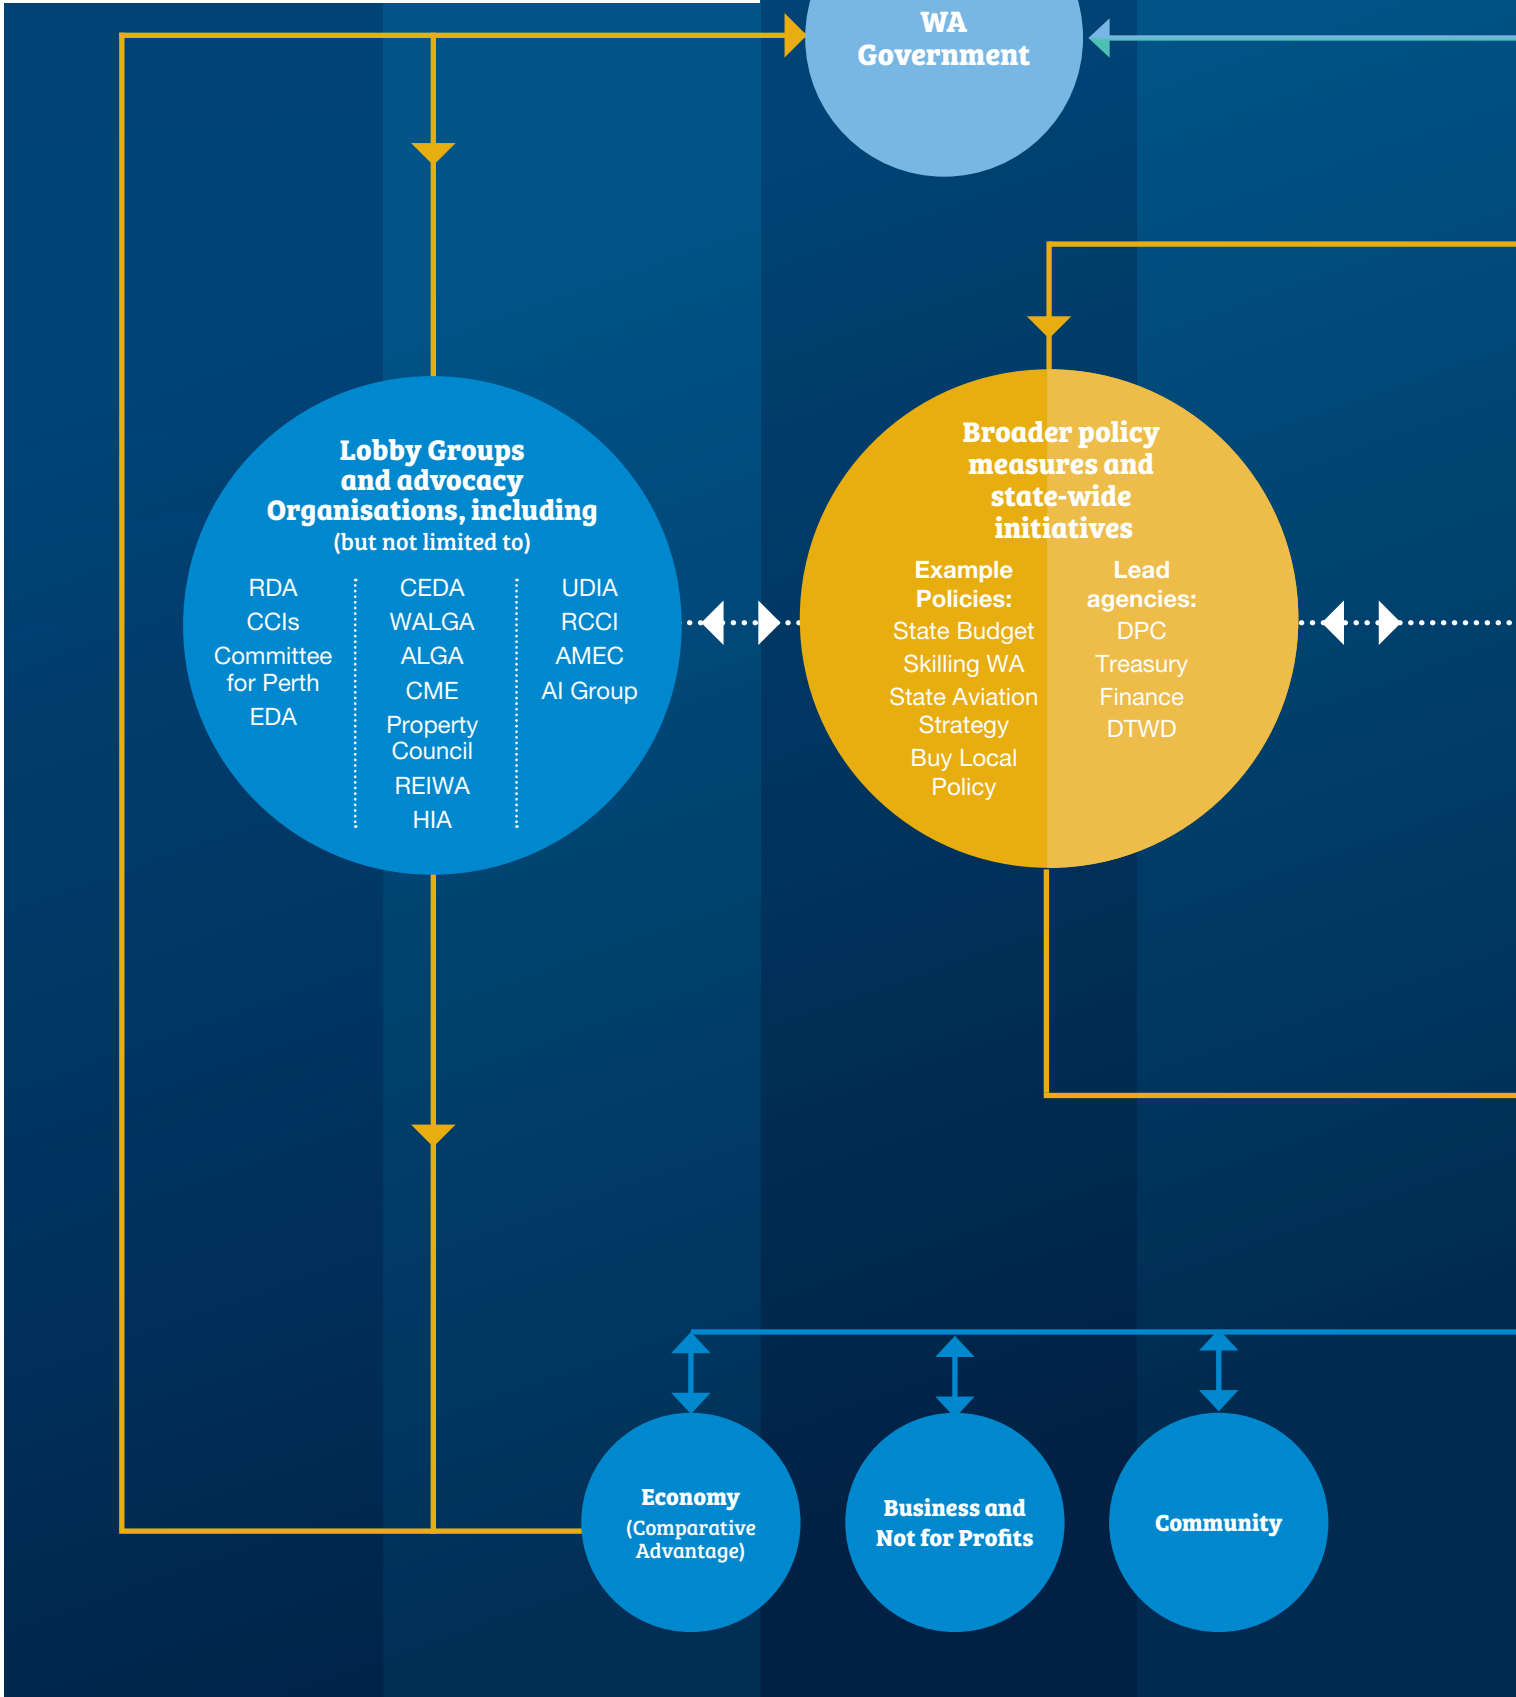 WA
Government
Lobby Groups
and advocacy
Organisations, including
(but not limited to)
RDA
CCIs
Committee
for Perth
EDA
CEDA
WALGA
ALGA
CME
Property
Council
REIWA
HIA
UDIA
RCCI
AMEC
AI Group
Broader policy
measures and
state-wide
initiatives
Example
Policies:
State Budget
Skilling WA
State Aviation
Strategy
Buy Local
Policy
Lead
agencies:
DPC
Treasury
Finance
DTWD
Economy
(Comparative
Advantage)
Business and
Not for Profits
Community